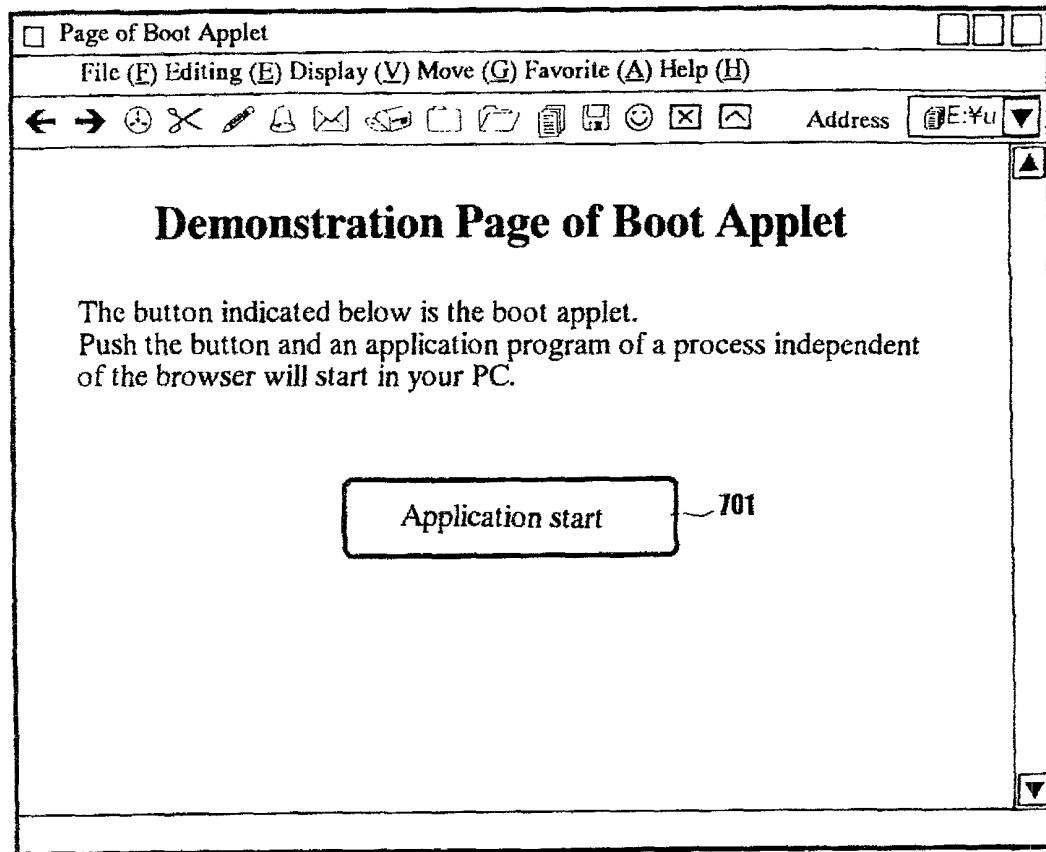 Page of Boot Applet
File (F) Editing (E) Display (V) Move (G) Favorite (A) Help (H)
Address E:¥u
Demonstration Page of Boot Applet
The button indicated below is the boot applet.
Push the button and an application program of a process independent
of the browser will start in your PC.
Application start
701